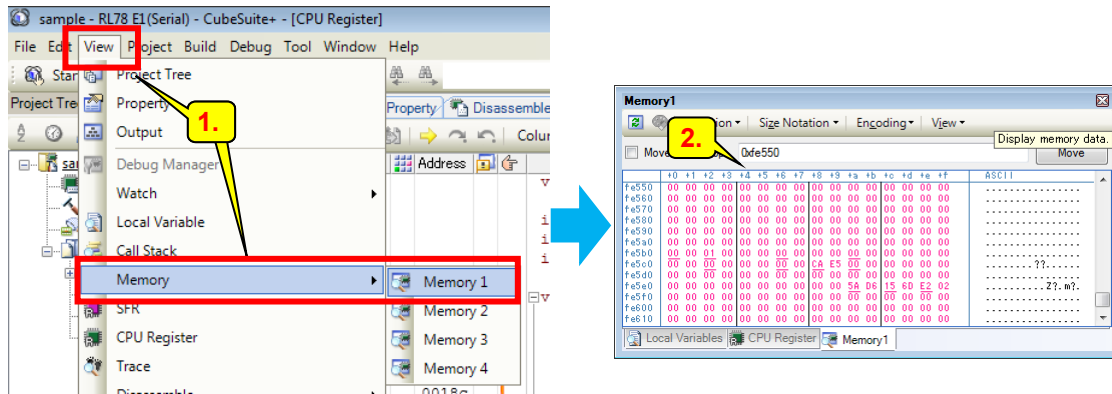 sample - RL78 E1(Serial) - CubeSuite+ - [CPU Register]
File Edit View Project Build Debug Tool Window Help
Star
Project Tree
Project Tre
Property
Property
Disassemble
Output
1.
Colur
Debug Manager
Address
Watch
Local Variable
Call Stack
Memory
Memory 1
SFR
Memory 2
CPU Register
Memory 3
Trace
Memory 4
Memory1
Size Notation
Encoding
View
2.
Display memory data.
0xfe550
Move
+0 +1 +2 +3 +4 +5 +6 +7 +8 +9 +a +b +c +d +e +f ASCII
fe550 00 00 00 00 00 00 00 00 00 00 00 00 00 00 00 00 ................
fe560 00 00 00 00 00 00 00 00 00 00 00 00 00 00 00 00 ................
fe570 00 00 00 00 00 00 00 00 00 00 00 00 00 00 00 00 ................
fe580 00 00 00 00 00 00 00 00 00 00 00 00 00 00 00 00 ................
fe590 00 00 00 00 00 00 00 00 00 00 00 00 00 00 00 00 ................
fe5a0 00 00 00 00 00 00 00 00 00 00 00 00 00 00 00 00 ................
fe5b0 00 00 01 00 00 00 00 00 00 00 00 00 00 00 00 00 ................
fe5c0 00 00 00 00 00 00 00 00 CA E5 00 00 00 00 00 00 ........??......
fe5d0 00 00 00 00 00 00 00 00 00 00 00 00 00 00 00 00 ................
fe5e0 00 00 00 00 00 00 00 00 00 00 5A D6 15 6D E2 02 ..........Z?.m?.
fe5f0 00 00 00 00 00 00 00 00 00 00 00 00 00 00 00 00 ................
fe600 00 00 00 00 00 00 00 00 00 00 00 00 00 00 00 00 ................
fe610 00 00 00 00 00 00 00 00 00 00 00 00 00 00 00 00 ................
Local Variables CPU Register Memory1